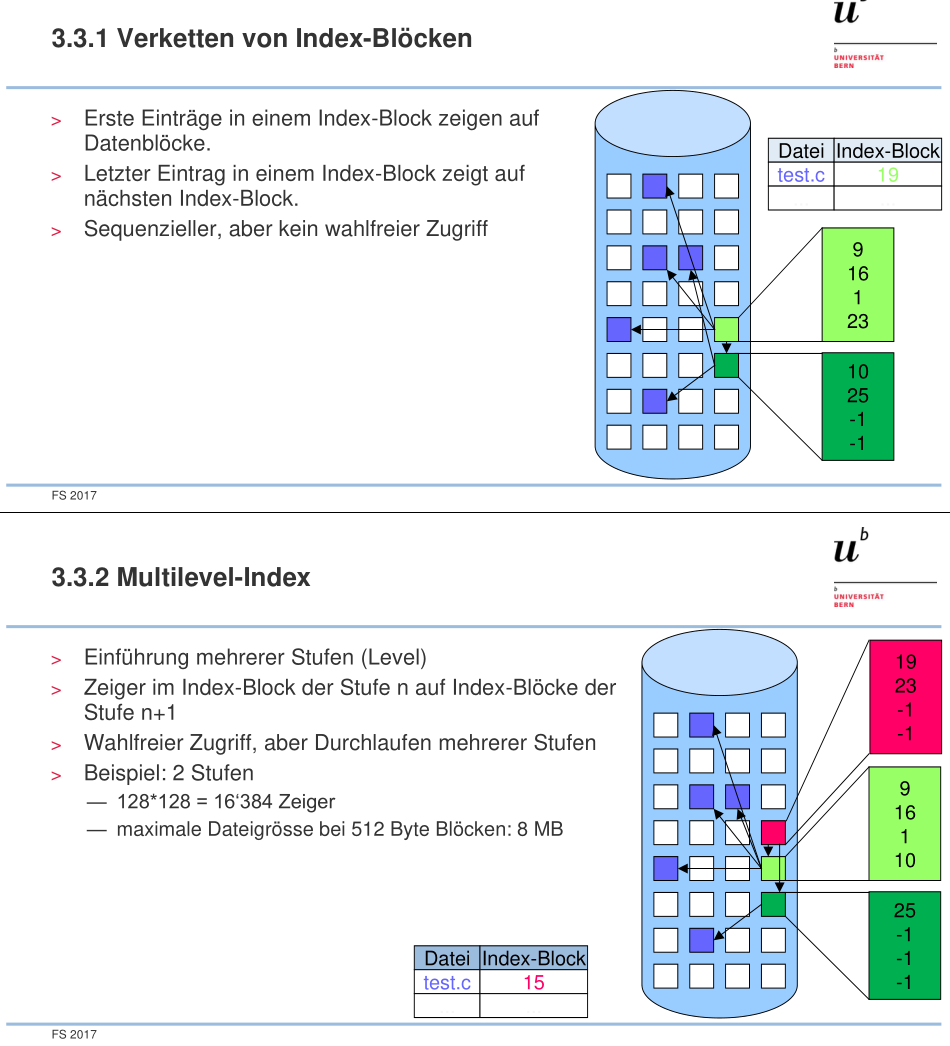 3.3.1 Verketten von Index-Blöcken
u
b
UNIVERSITÄT
BERN
> Erste Einträge in einem Index-Block zeigen auf
Datenblöcke.
> Letzter Eintrag in einem Index-Block zeigt auf
nächsten Index-Block.
> Sequenzieller, aber kein wahlfreier Zugriff
Datei Index-Block
test.c 19
... ...
9
16
1
23
10
25
-1
-1
FS 2017
3.3.2 Multilevel-Index
u b
b
UNIVERSITÄT
BERN
> Einführung mehrerer Stufen (Level)
> Zeiger im Index-Block der Stufe n auf Index-Blöcke der
Stufe n+1
> Wahlfreier Zugriff, aber Durchlaufen mehrerer Stufen
> Beispiel: 2 Stufen
— 128*128 = 16‘384 Zeiger
— maximale Dateigrösse bei 512 Byte Blöcken: 8 MB
19
23
-1
-1
9
16
1
10
25
-1
-1
-1
Datei Index-Block
test.c 15
... ...
FS 2017